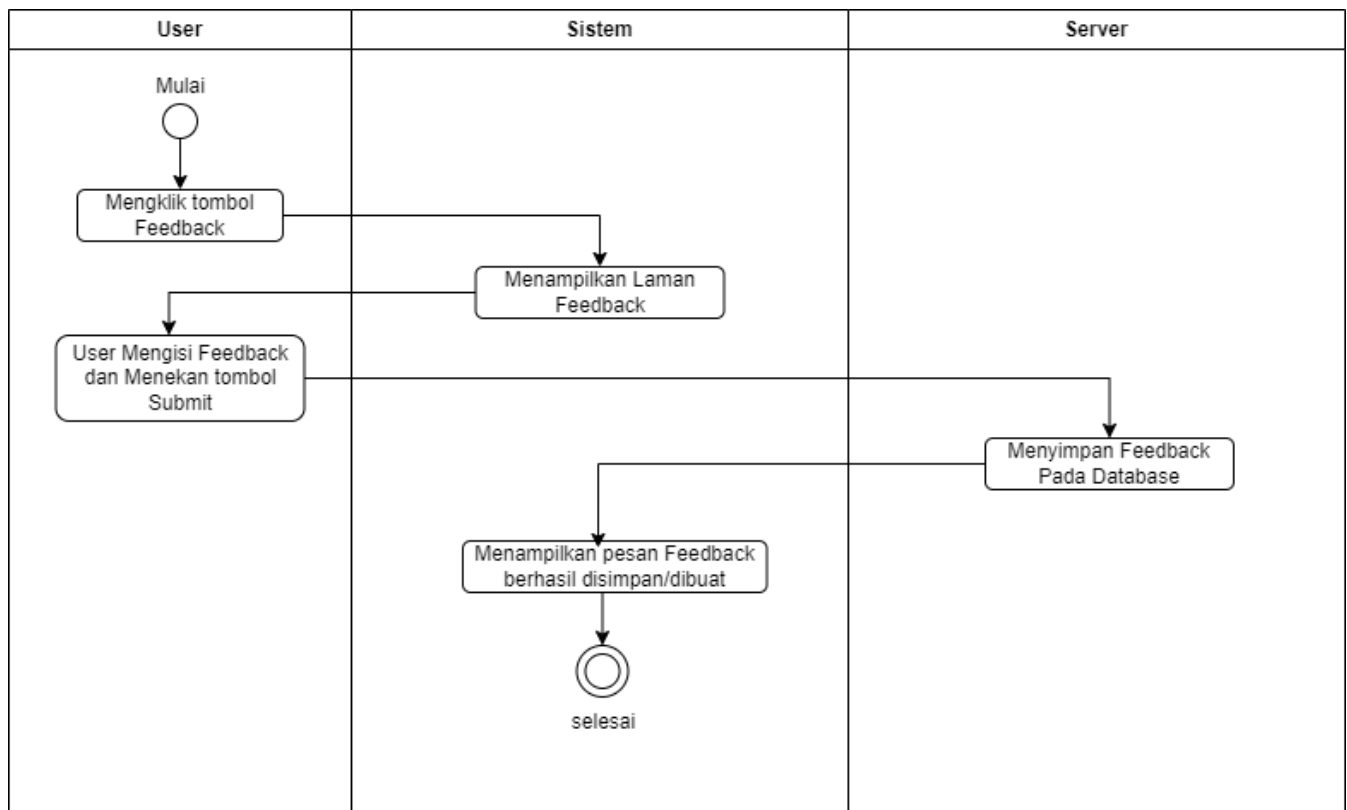 User
Sistem
Server
Mulai
Mengklik tombol
Feedback
Menampilkan Laman
Feedback
User Mengisi Feedback
dan Menekan tombol
Submit
Menyimpan Feedback
Pada Database
Menampilkan pesan Feedback
berhasil disimpan/dibuat
selesai